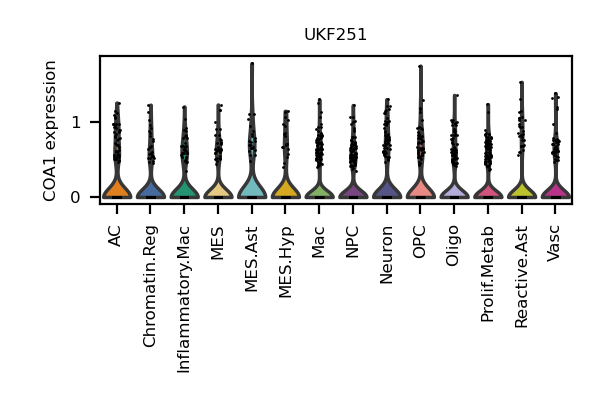 UKF251
COA1 expression
1
0
AC
Chromatin.Reg
Inflammatory.Mac
MES
MES.Ast
MES.Hyp
Mac
NPC
Neuron
OPC
Oligo
Prolif.Metab
Reactive.Ast
Vasc